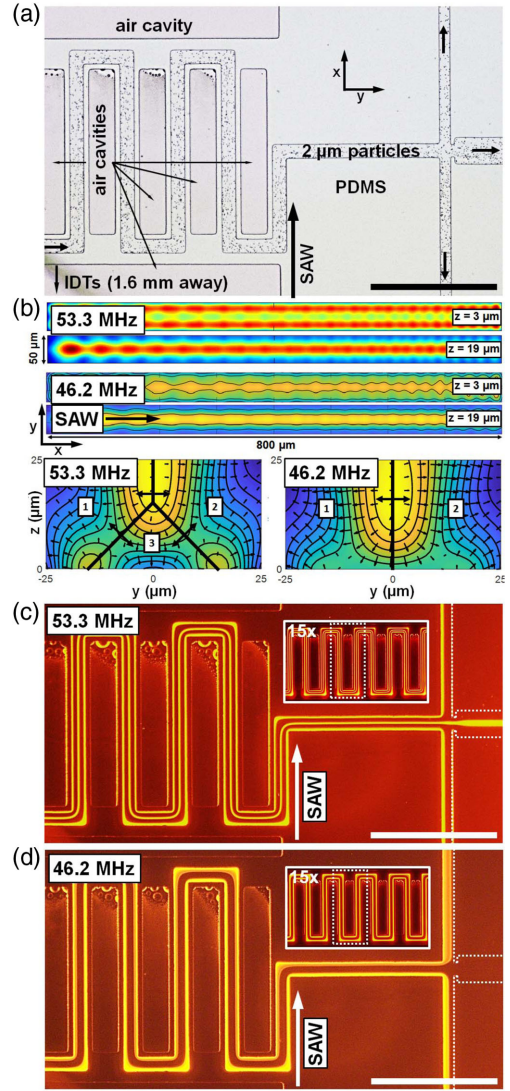 (a)
air cavity
x
y
air cavities
2 µm particles
PDMS
SAW
IDTs (1.6 mm away)
(b)
53.3 MHz
z = 3 µm
50 µm
z = 19 µm
46.2 MHz
z = 3 µm
y
SAW
z = 19 µm
x
800 µm
25
53.3 MHz
25
46.2 MHz
z (µm)
1
2
1
2
3
0
0
-25
0
25
-25
0
25
y (µm)
y (µm)
(c)
53.3 MHz
15x
SAW
(d)
46.2 MHz
15x
SAW